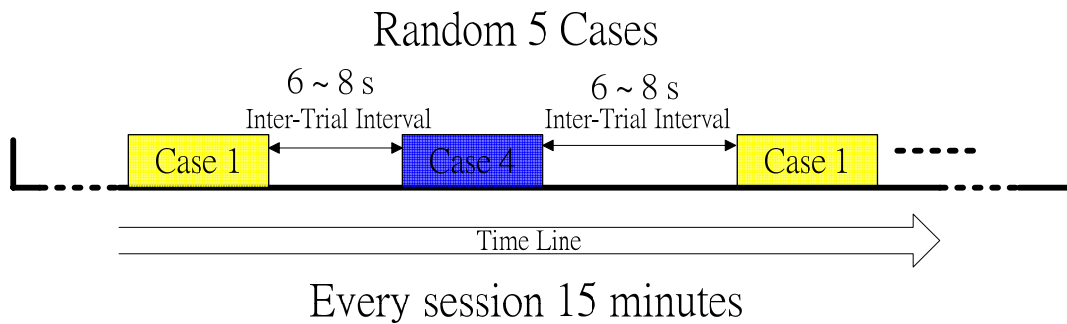 Random 5 Cases
6 ~ 8 s
Inter-Trial Interval
6 ~ 8 s
Inter-Trial Interval
Case 1
Case 4
Case 1
Time Line
Every session 15 minutes